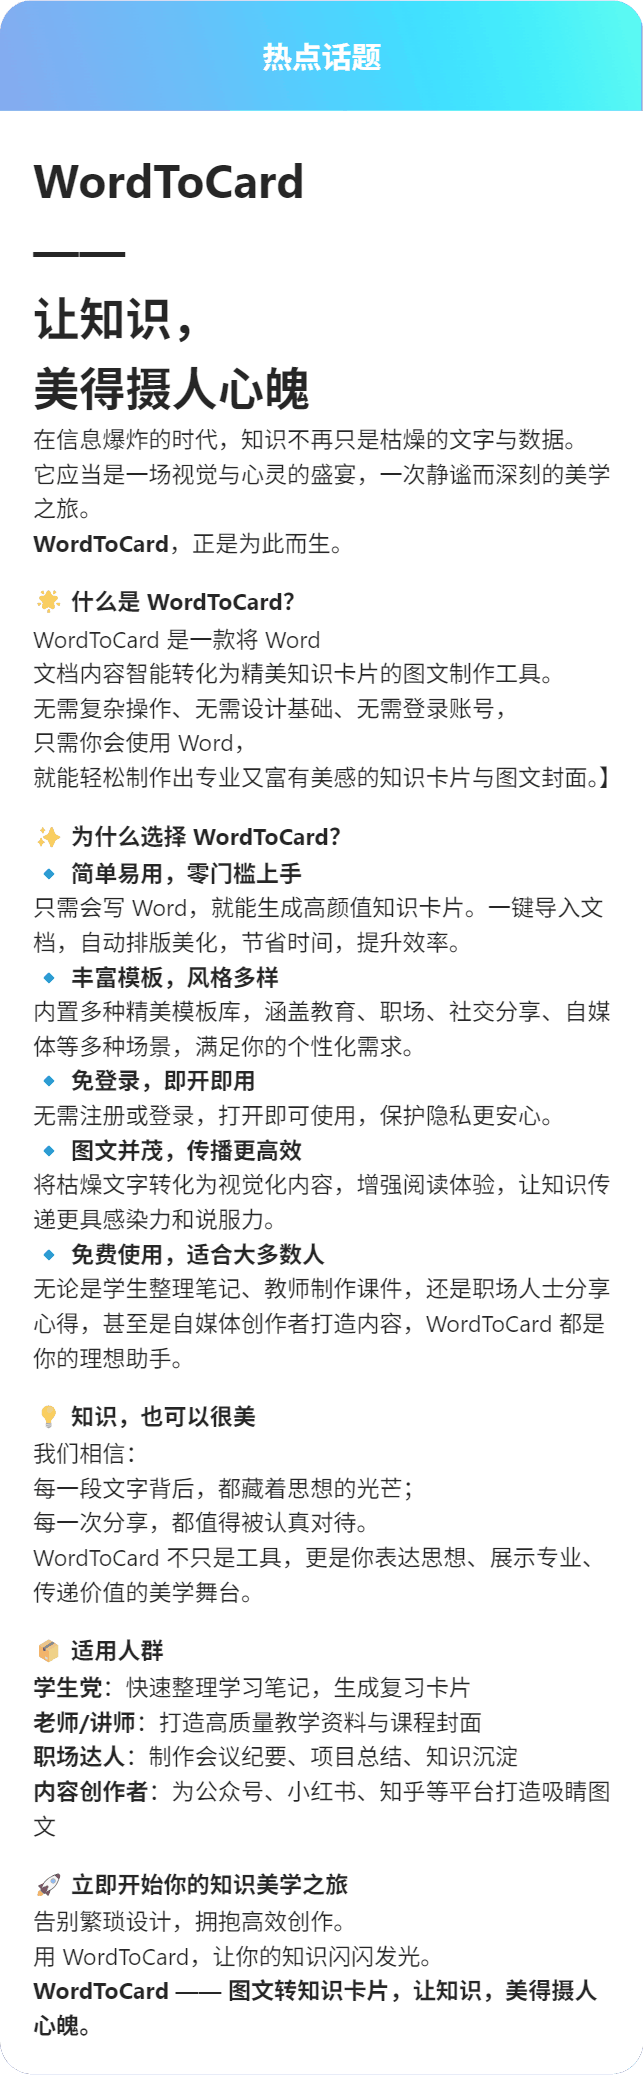 热点话题
WordToCard
——
让知识，
美得摄人心魄
在信息爆炸的时代，知识不再只是枯燥的文字与数据。
它应当是一场视觉与心灵的盛宴，一次静谧而深刻的美学
之旅。
WordToCard，正是为此而生。
🌟 什么是 WordToCard？
WordToCard 是一款将 Word
文档内容智能转化为精美知识卡片的图文制作工具。
无需复杂操作、无需设计基础、无需登录账号，
只需你会使用 Word，
就能轻松制作出专业又富有美感的知识卡片与图文封面。】
✨ 为什么选择 WordToCard？
🔹 简单易用，零门槛上手
只需会写 Word，就能生成高颜值知识卡片。一键导入文
档，自动排版美化，节省时间，提升效率。
🔹 丰富模板，风格多样
内置多种精美模板库，涵盖教育、职场、社交分享、自媒
体等多种场景，满足你的个性化需求。
🔹 免登录，即开即用
无需注册或登录，打开即可使用，保护隐私更安心。
🔹 图文并茂，传播更高效
将枯燥文字转化为视觉化内容，增强阅读体验，让知识传
递更具感染力和说服力。
🔹 免费使用，适合大多数人
无论是学生整理笔记、教师制作课件，还是职场人士分享
心得，甚至是自媒体创作者打造内容，WordToCard 都是
你的理想助手。
💡 知识，也可以很美
我们相信：
每一段文字背后，都藏着思想的光芒；
每一次分享，都值得被认真对待。
WordToCard 不只是工具，更是你表达思想、展示专业、
传递价值的美学舞台。
📦 适用人群
学生党：快速整理学习笔记，生成复习卡片
老师/讲师：打造高质量教学资料与课程封面
职场达人：制作会议纪要、项目总结、知识沉淀
内容创作者：为公众号、小红书、知乎等平台打造吸睛图
文
🚀 立即开始你的知识美学之旅
告别繁琐设计，拥抱高效创作。
用 WordToCard，让你的知识闪闪发光。
WordToCard —— 图文转知识卡片，让知识，美得摄人
心魄。